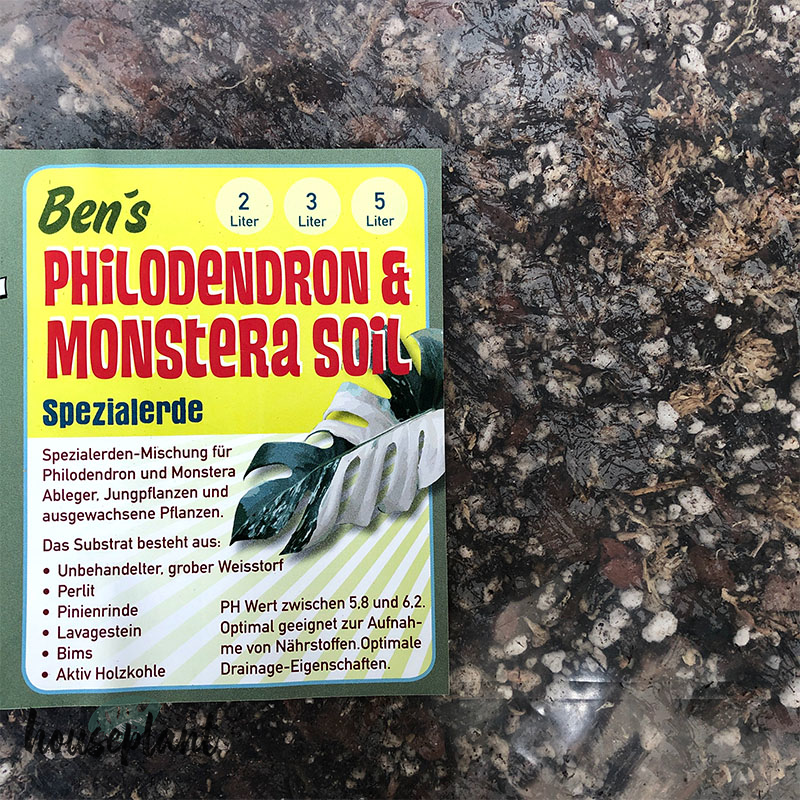 Ben's
2 Liter
3 Liter
5 Liter
PHiLODeNDRON &
MONSteRa SOiL
Spezialerde
Spezialerden-Mischung für
Philodendron und Monstera
Ableger, Jungpflanzen und
ausgewachsene Pflanzen.
Das Substrat besteht aus:
• Unbehandelter, grober Weisstorf
• Perlit
• Pinienrinde
• Lavagestein
• Bims
• Aktiv Holzkohle
PH Wert zwischen 5,8 und 6,2.
Optimal geeignet zur Aufnah-
me von Nährstoffen.Optimale
Drainage-Eigenschaften.
houseplant